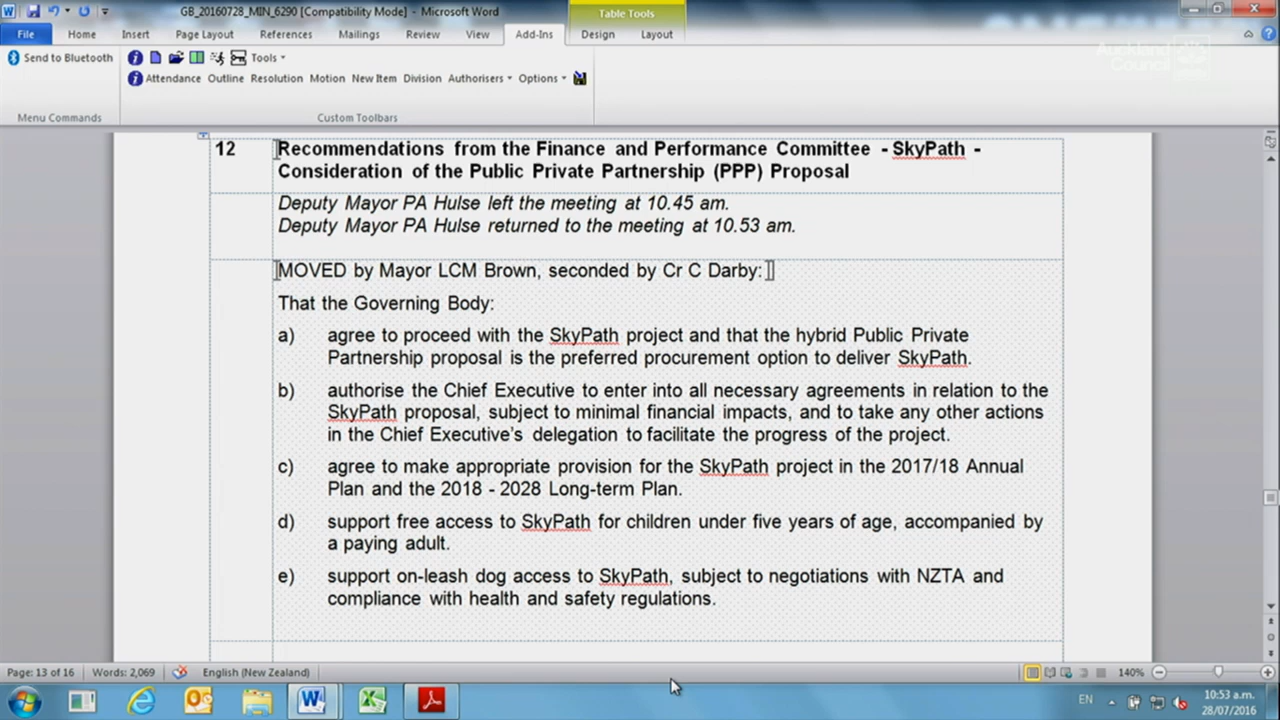 GB_20160728_MIN_6290 [Compatibility Mode] - Microsoft Word
Table Tools
File Home Insert Page Layout References Mailings Review View Add-Ins Design Layout
Auckland Council
Send to Bluetooth
Tools
Attendance Outline Resolution Motion New Item Division Authorisers Options
Menu Commands
Custom Toolbars
12 Recommendations from the Finance and Performance Committee - SkyPath -
Consideration of the Public Private Partnership (PPP) Proposal
Deputy Mayor PA Hulse left the meeting at 10.45 am.
Deputy Mayor PA Hulse returned to the meeting at 10.53 am.
MOVED by Mayor LCM Brown, seconded by Cr C Darby:
That the Governing Body:
a) agree to proceed with the SkyPath project and that the hybrid Public Private
Partnership proposal is the preferred procurement option to deliver SkyPath.
b) authorise the Chief Executive to enter into all necessary agreements in relation to the
SkyPath proposal, subject to minimal financial impacts, and to take any other actions
in the Chief Executive's delegation to facilitate the progress of the project.
c) agree to make appropriate provision for the SkyPath project in the 2017/18 Annual
Plan and the 2018 - 2028 Long-term Plan.
d) support free access to SkyPath for children under five years of age, accompanied by
a paying adult.
e) support on-leash dog access to SkyPath, subject to negotiations with NZTA and
compliance with health and safety regulations.
Page: 13 of 16 Words: 2,069 English (New Zealand) 140%
EN 10:53 a.m.
28/07/2016